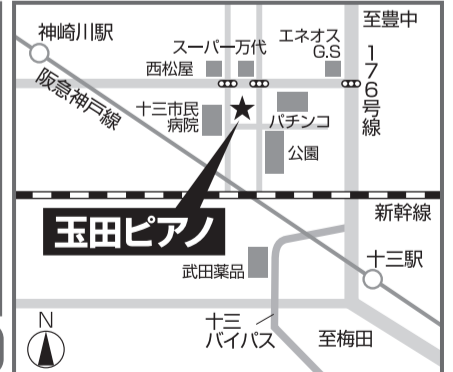 至豊中
神崎川駅
スーパー万代
エネオス
G.S
西松屋
176号線
阪急神戸線
十三市民
病院
パチンコ
公園
新幹線
玉田ピアノ
武田薬品
十三駅
十三
バイパス
至梅田
N